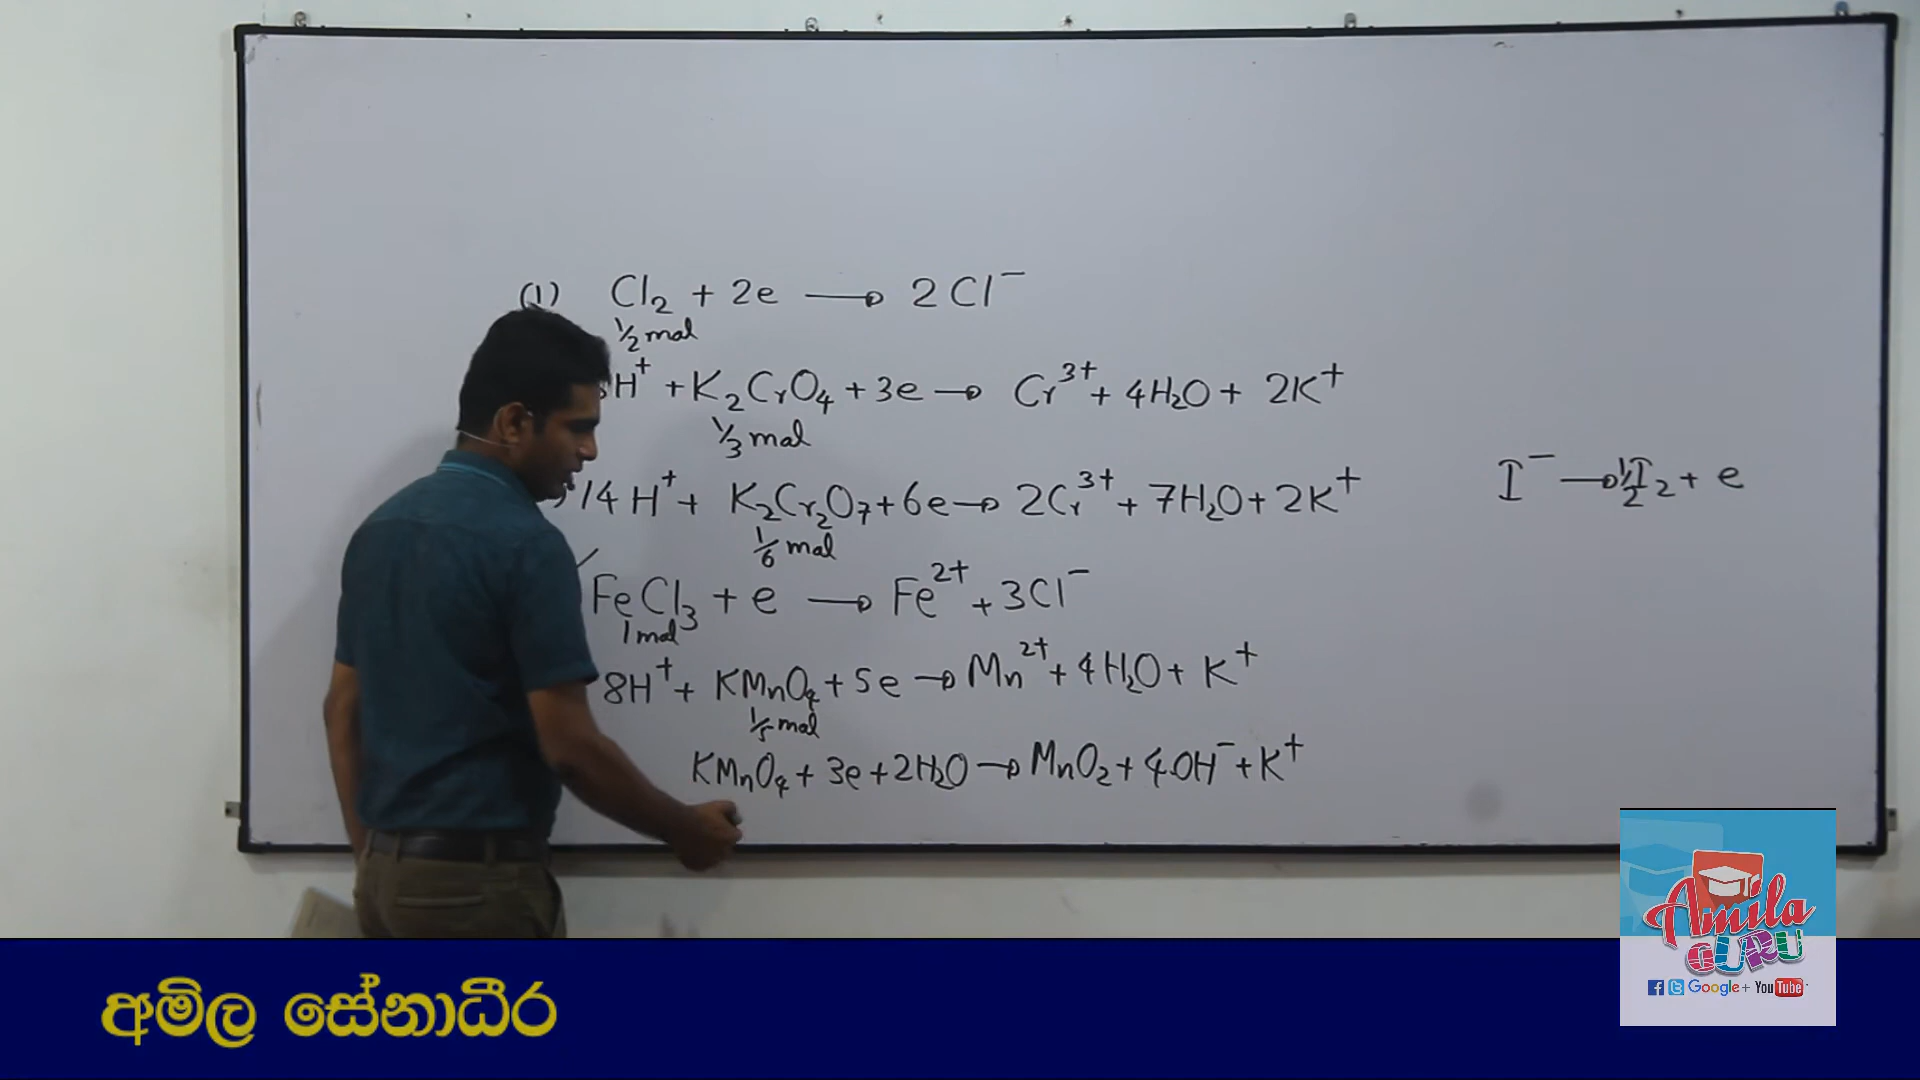 (1) Cl₂ + 2e ⟶ 2Cl⁻
½ mol
8H⁺ + K₂CrO₄ + 3e → Cr³⁺ + 4H₂O + 2K⁺
⅓ mol
) 14H⁺ + K₂Cr₂O₇ + 6e → 2Cr³⁺ + 7H₂O + 2K⁺
⅙ mol
I⁻ → ½I₂ + e
FeCl₃ + e ⟶ Fe²⁺ + 3Cl⁻
1 mol
8H⁺ + KMnO₄ + 5e → Mn²⁺ + 4H₂O + K⁺
⅕ mol
KMnO₄ + 3e + 2H₂O → MnO₂ + 4OH⁻ + K⁺
Amila
GURU
Google+ YouTube
අමිල සේනාධීර